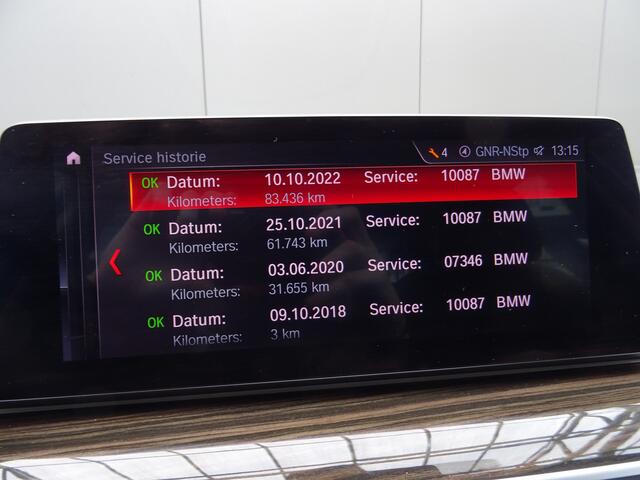 Service historie 4 GNR-NStp 13:15
OK Datum: 10.10.2022 Service: 10087 BMW
Kilometers: 83.436 km
OK Datum: 25.10.2021 Service: 10087 BMW
Kilometers: 61.743 km
OK Datum: 03.06.2020 Service: 07346 BMW
Kilometers: 31.655 km
OK Datum: 09.10.2018 Service: 10087 BMW
Kilometers: 3 km